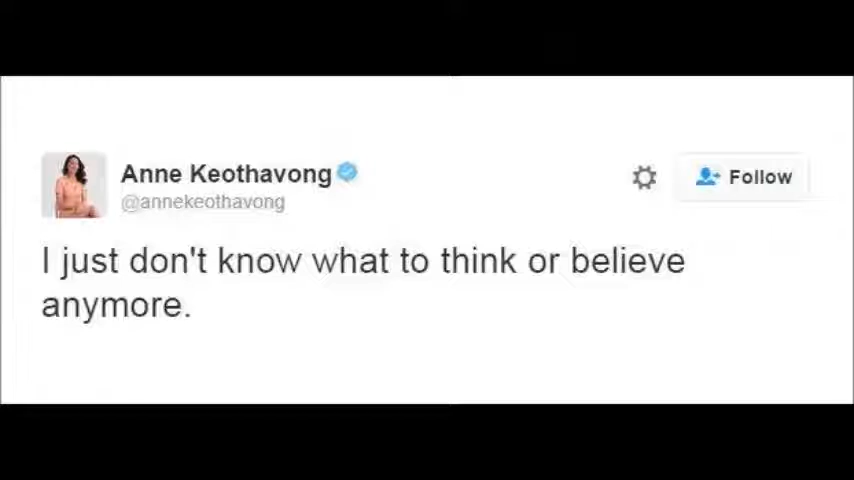 Anne Keothavong
Follow
@annekeothavong
I just don't know what to think or believe
anymore.